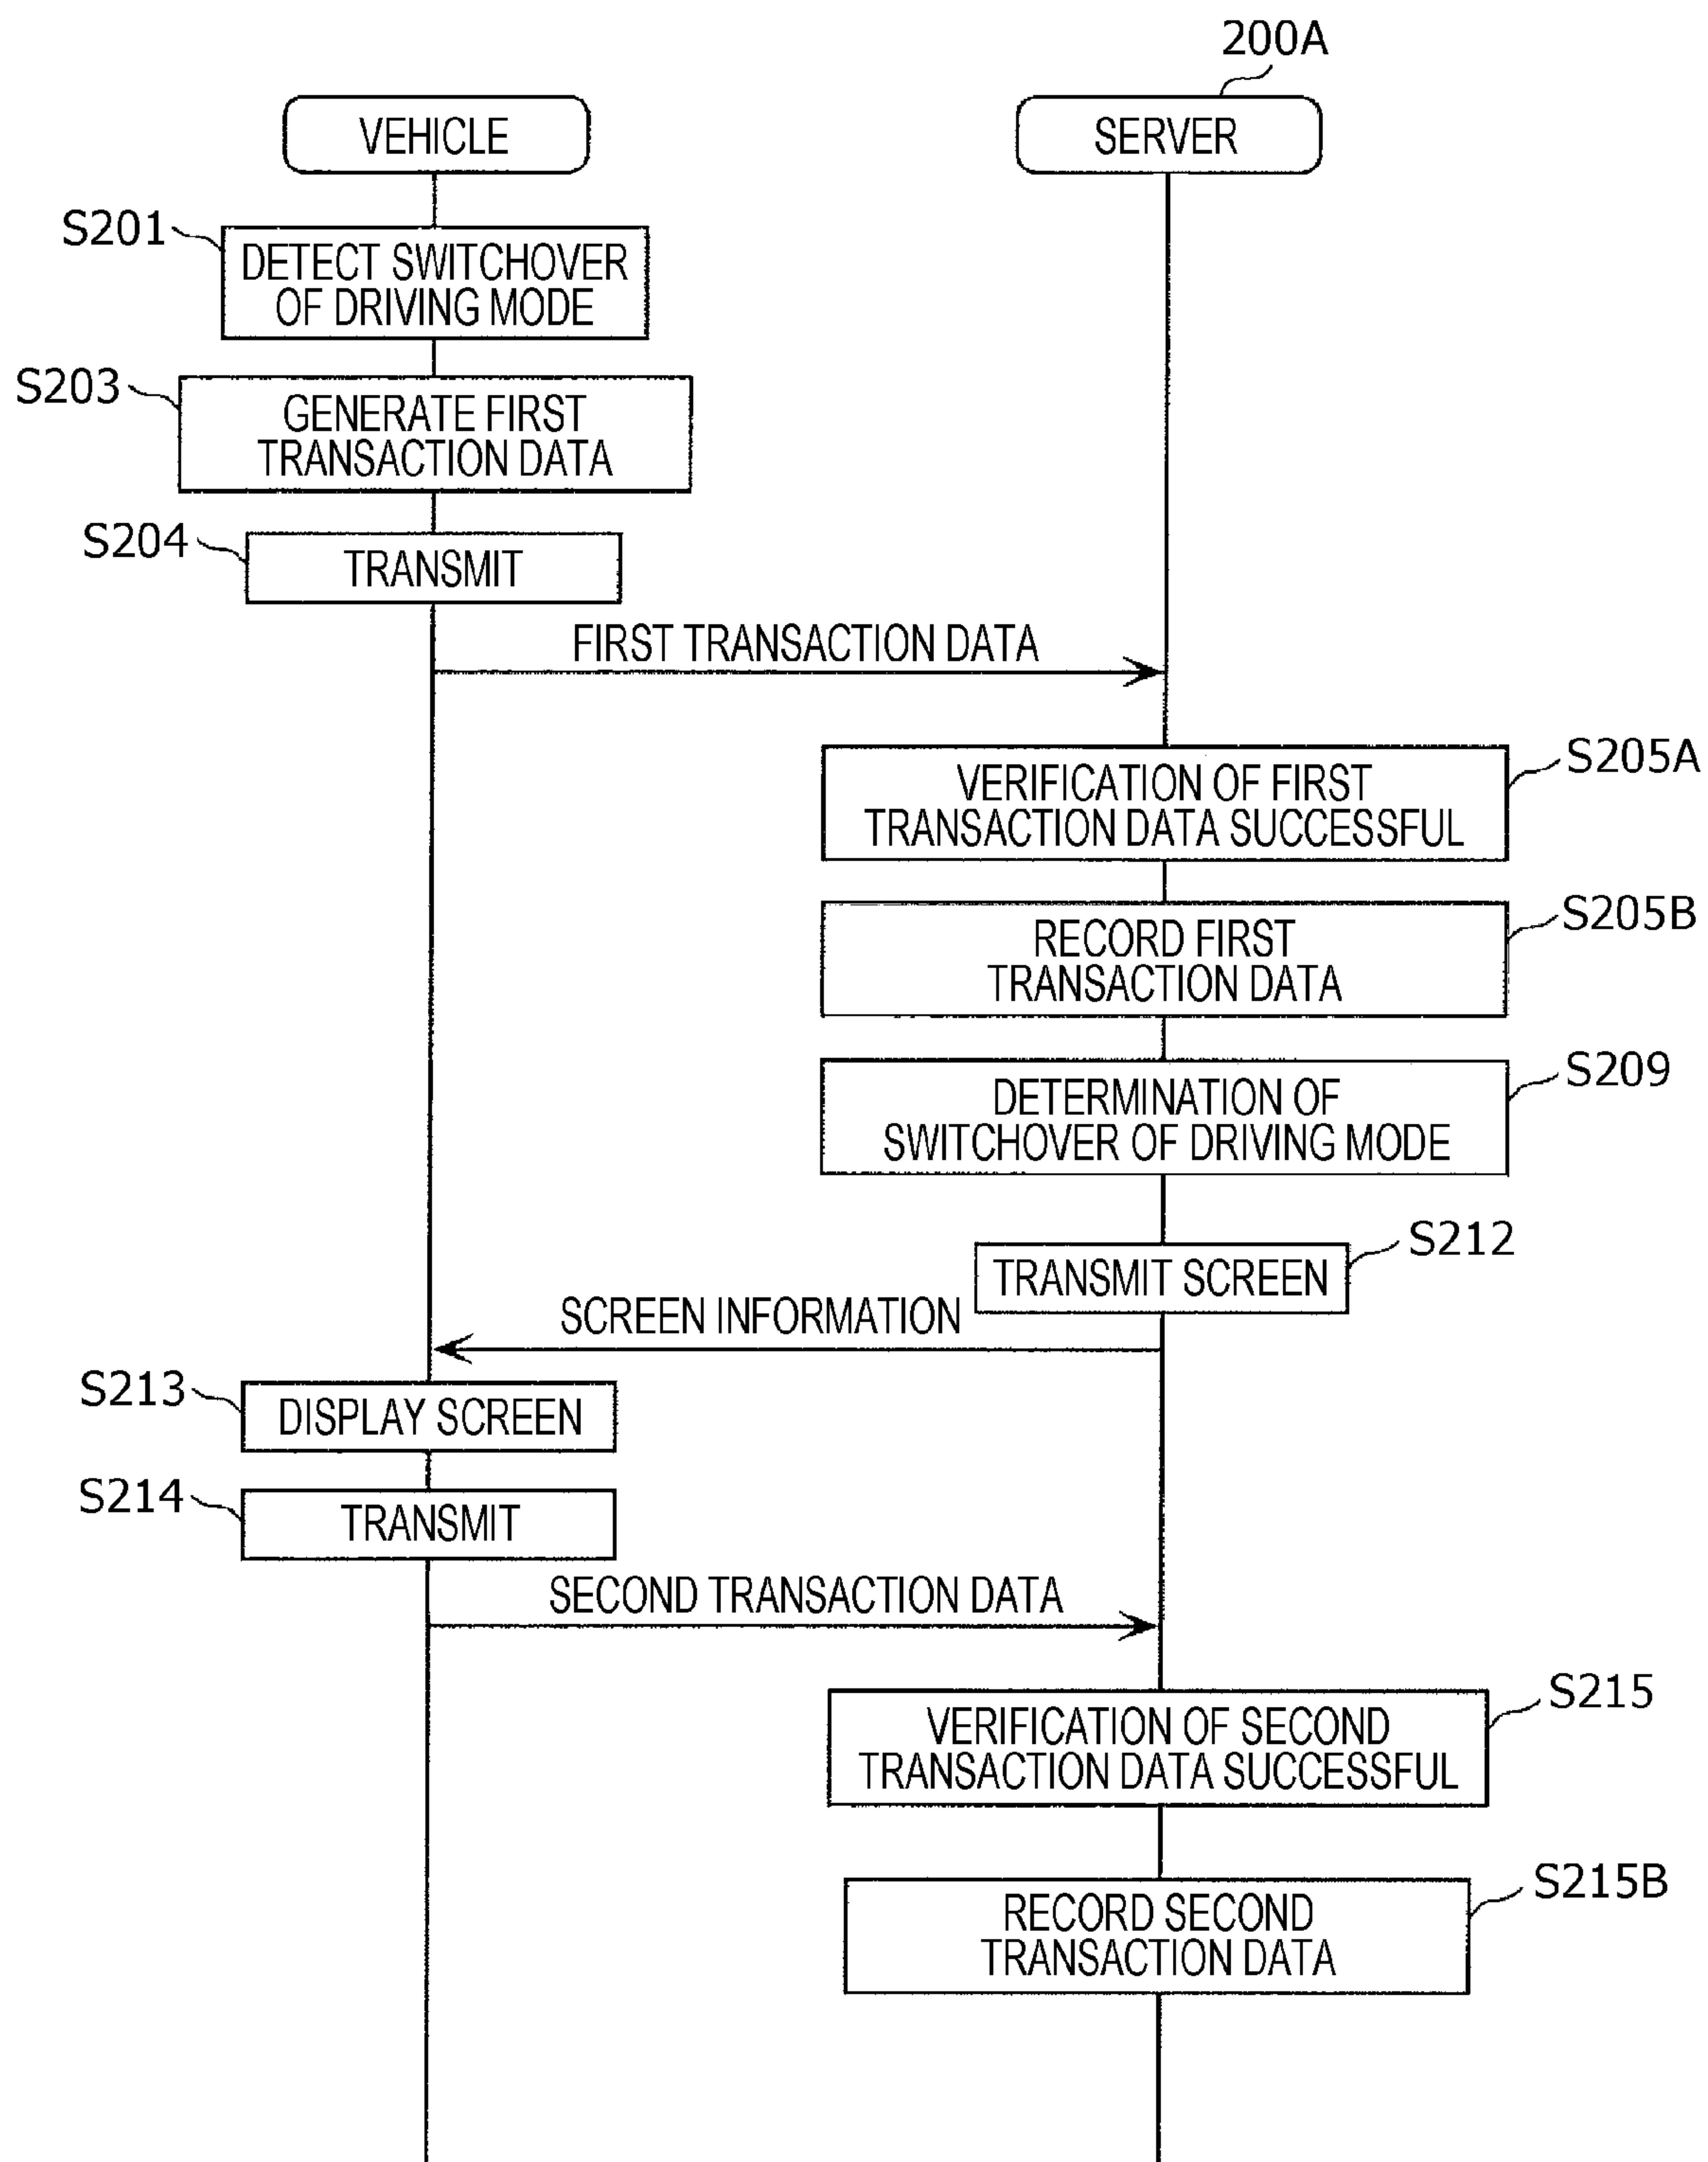 200A
VEHICLE
SERVER
S201
DETECT SWITCHOVER
OF DRIVING MODE
S203
GENERATE FIRST
TRANSACTION DATA
S204
TRANSMIT
FIRST TRANSACTION DATA
S205A
VERIFICATION OF FIRST
TRANSACTION DATA SUCCESSFUL
S205B
RECORD FIRST
TRANSACTION DATA
S209
DETERMINATION OF
SWITCHOVER OF DRIVING MODE
S212
TRANSMIT SCREEN
SCREEN INFORMATION
S213
DISPLAY SCREEN
S214
TRANSMIT
SECOND TRANSACTION DATA
S215
VERIFICATION OF SECOND
TRANSACTION DATA SUCCESSFUL
S215B
RECORD SECOND
TRANSACTION DATA